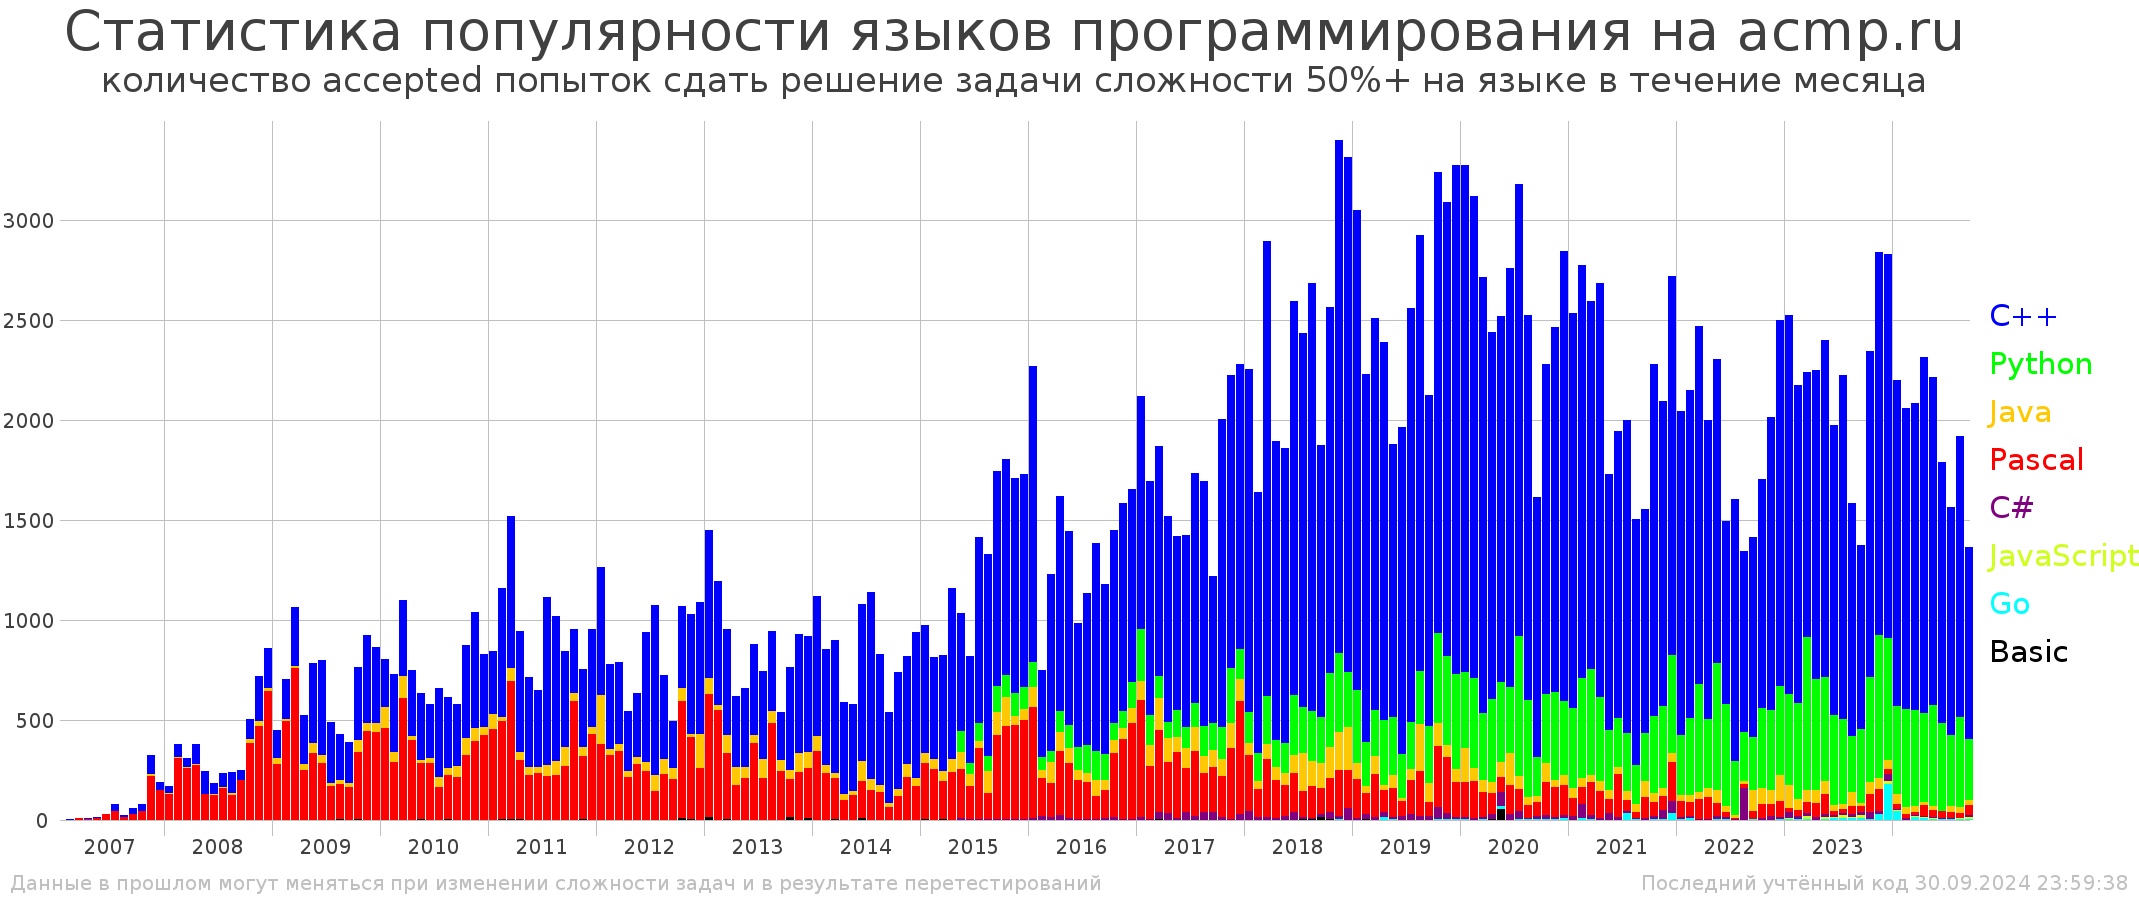 Статистика популярности языков программирования на acmp.ru
количество accepted попыток сдать решение задачи сложности 50%+ на языке в течение месяца
3000
2500
2000
1500
1000
500
0
C++
Python
Java
Pascal
C#
JavaScript
Go
Basic
2007 2008 2009 2010 2011 2012 2013 2014 2015 2016 2017 2018 2019 2020 2021 2022 2023
Данные в прошлом могут меняться при изменении сложности задач и в результате перетестирований
Последний учтённый код 30.09.2024 23:59:38